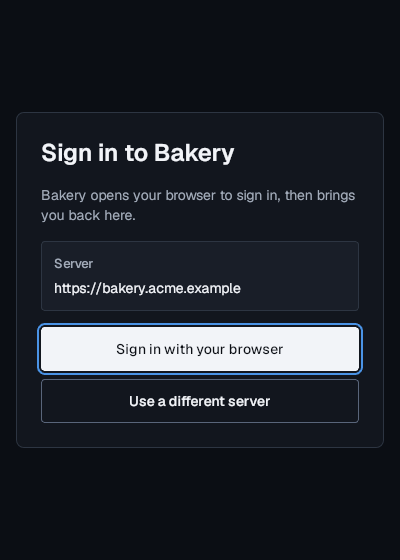 Sign in to Bakery
Bakery opens your browser to sign in, then brings
you back here.
Server
https://bakery.acme.example
Sign in with your browser
Use a different server